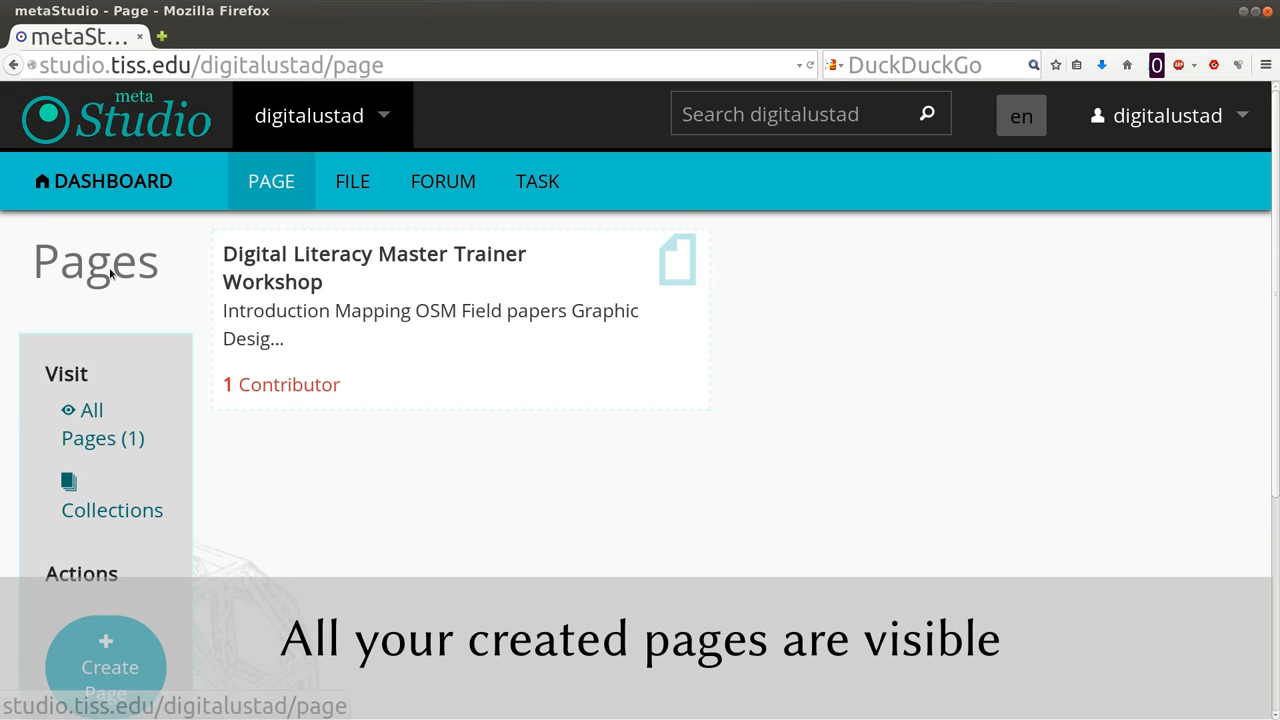 metaStudio - Page - Mozilla Firefox
metaSt...
studio.tiss.edu/digitalustad/page
DuckDuckGo
meta
Studio
digitalustad
Search digitalustad
en
digitalustad
DASHBOARD
PAGE
FILE
FORUM
TASK
Pages
Digital Literacy Master Trainer
Workshop
Introduction Mapping OSM Field papers Graphic
Desig...
1 Contributor
Visit
All
Pages (1)
Collections
Actions
Create
Page
All your created pages are visible
studio.tiss.edu/digitalustad/page